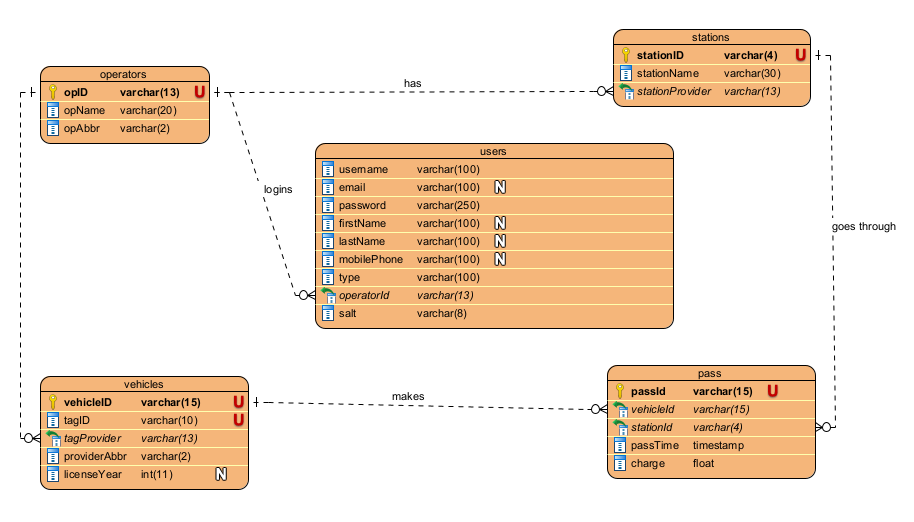 stations
stationID varchar(4) U
stationName varchar(30)
stationProvider varchar(13)
operators
opID varchar(13) U
opName varchar(20)
opAbbr varchar(2)
has
logins
users
username varchar(100)
email varchar(100) N
password varchar(250)
firstName varchar(100) N
lastName varchar(100) N
mobilePhone varchar(100) N
type varchar(100)
operatorId varchar(13)
salt varchar(8)
goes through
vehicles
vehicleID varchar(15) U
tagID varchar(10) U
tagProvider varchar(13)
providerAbbr varchar(2)
licenseYear int(11) N
makes
pass
passId varchar(15) U
vehicleId varchar(15)
stationId varchar(4)
passTime timestamp
charge float